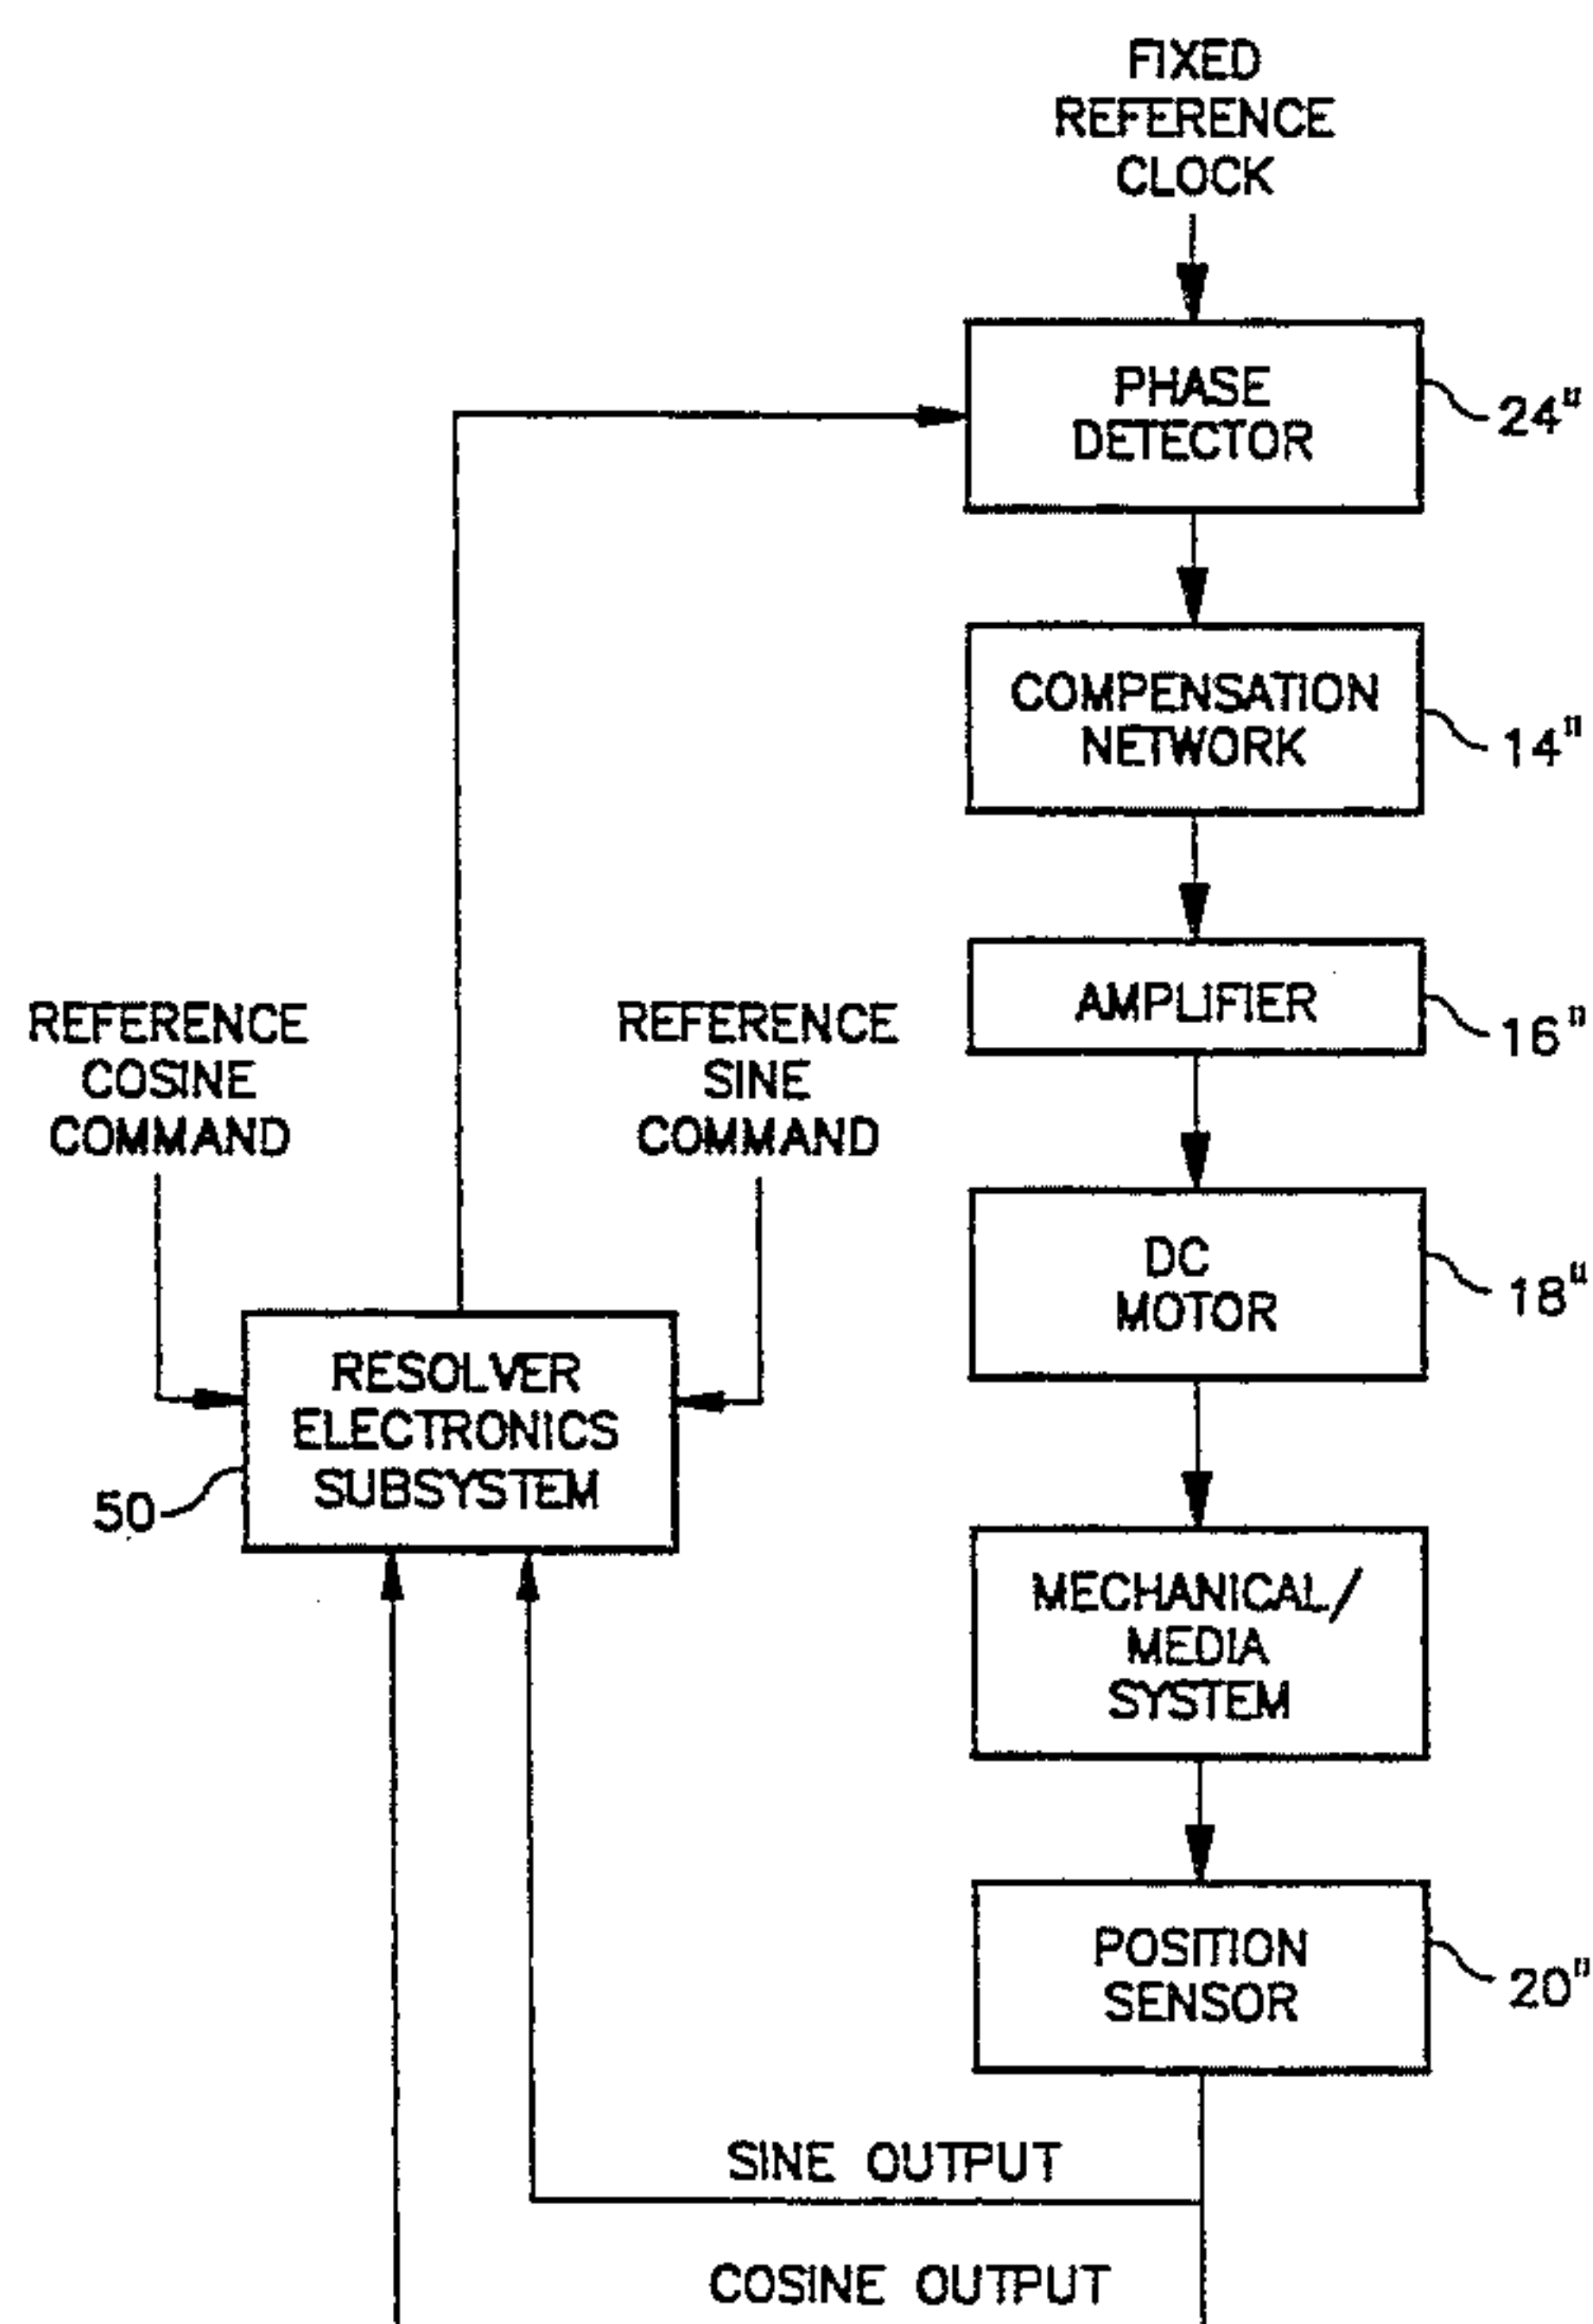 FIXED
REFERENCE
CLOCK
PHASE
DETECTOR
24"
COMPENSATION
NETWORK
14"
AMPLIFIER
16"
REFERENCE
COSINE
COMMAND
REFERENCE
SINE
COMMAND
DC
MOTOR
18"
RESOLVER
ELECTRONICS
SUBSYSTEM
50
MECHANICAL/
MEDIA
SYSTEM
POSITION
SENSOR
20"
SINE OUTPUT
COSINE OUTPUT